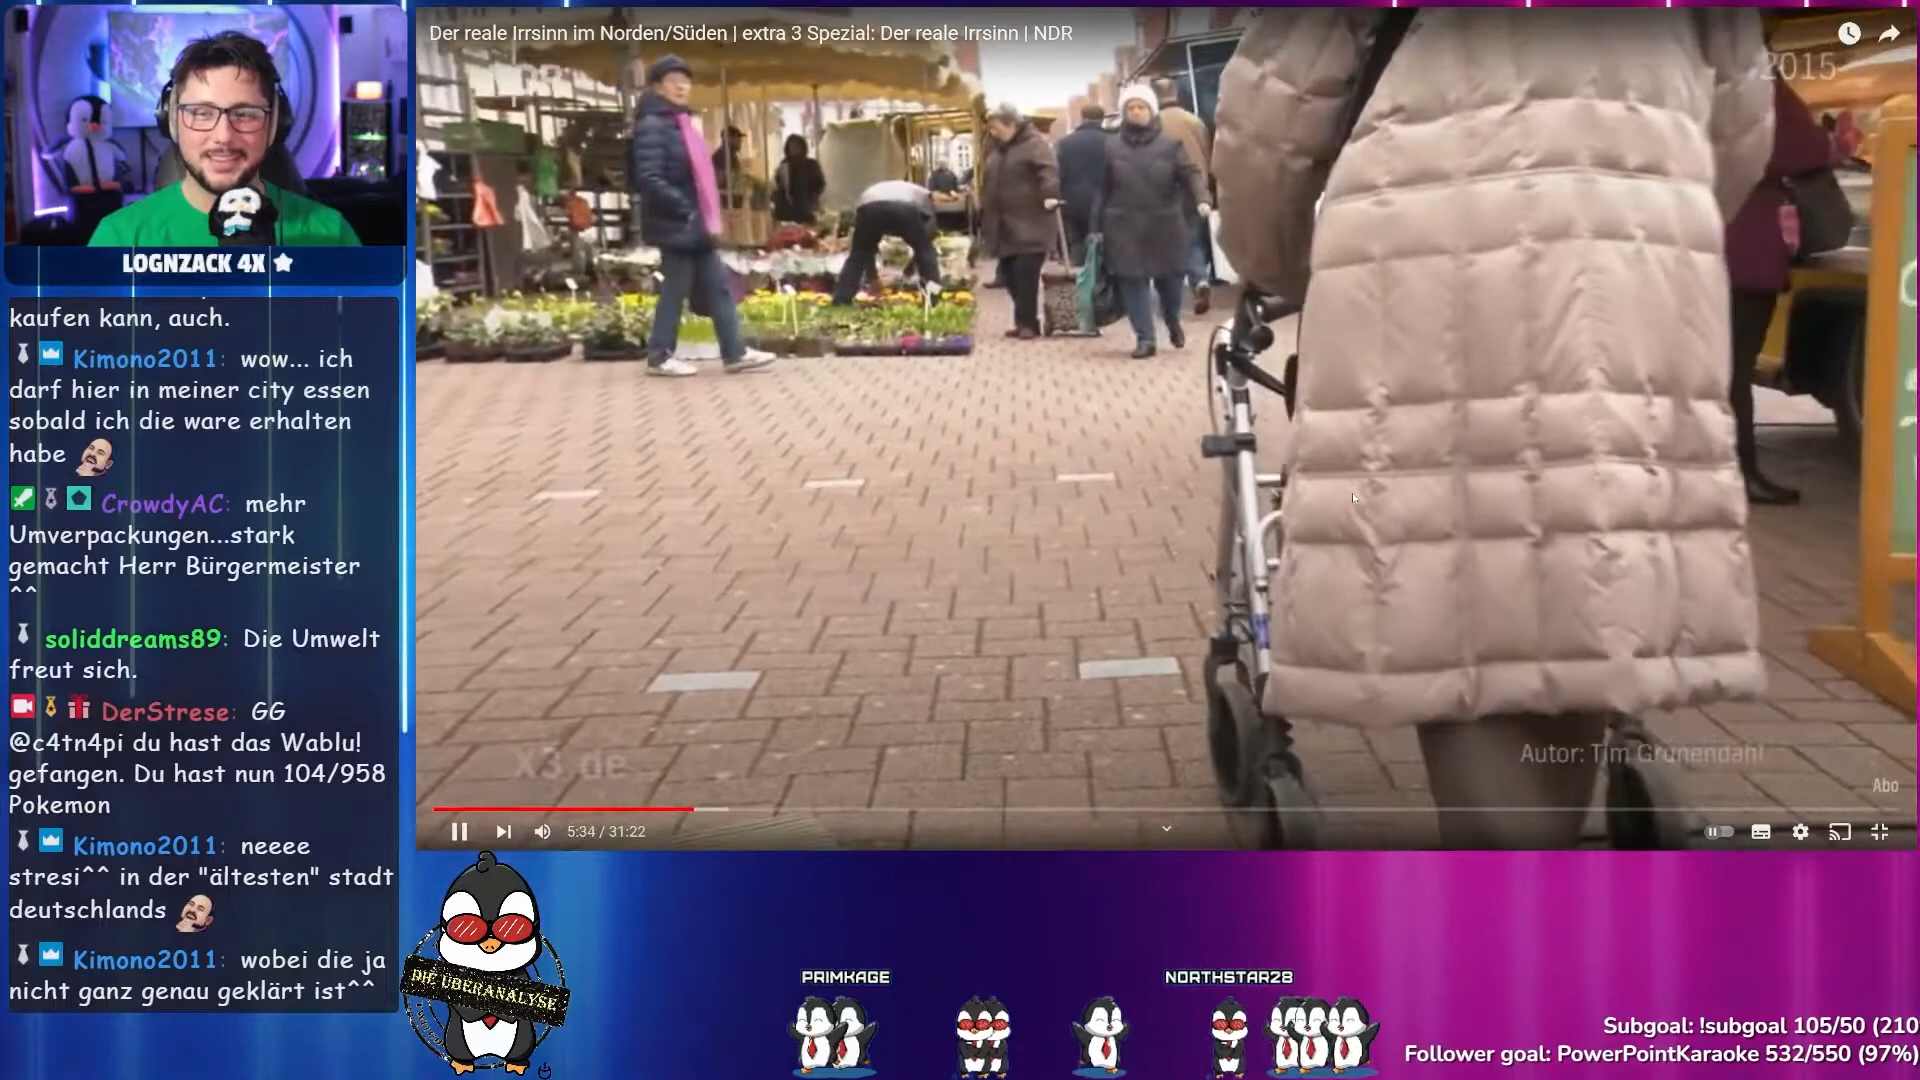 Der reale Irrsinn im Norden/Süden | extra 3 Spezial: Der reale Irrsinn | NDR
2015
LOGNZACK 4X
kaufen kann, auch.
Kimono2011: wow... ich
darf hier in meiner city essen
sobald ich die ware erhalten
habe
CrowdyAC: mehr
Umverpackungen...stark
gemacht Herr Bürgermeister
^^
soliddreams89: Die Umwelt
freut sich.
DerStrese: GG
@c4tn4pi du hast das Wablu!
gefangen. Du hast nun 104/958
Pokemon
Kimono2011: neeee
stresi^^ in der "ältesten" stadt
deutschlands
Kimono2011: wobei die ja
nicht ganz genau geklärt ist^^
X3.de
Autor: Tim Grunendahl
Abo
5:34 / 31:22
DIE ÜBERANALYSE
PRIMKAGE
NORTHSTAR28
Subgoal: !subgoal 105/50 (210
Follower goal: PowerPointKaraoke 532/550 (97%)